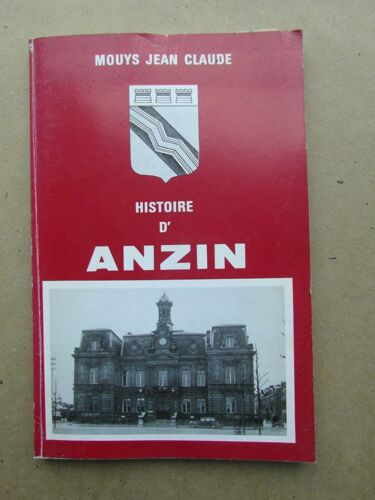 MOUYS JEAN CLAUDE
HISTOIRE
D'
ANZIN